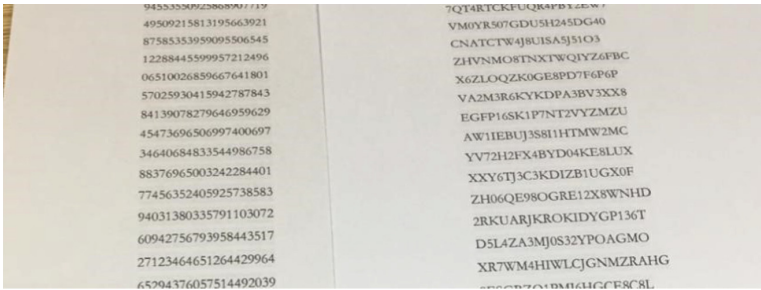 49509215813195663921
87585353959095506545
12288445599957212496
06510026859667641801
57025930415942787843
84139078279646959629
45473696506997400697
34640684833544986758
88376965003242284401
77456352405925738583
94031380335791103072
60942756793958443517
27123464651264429964
65294376057514492039
VM0YR507GDU5H245DG40
CNATCTW4J8UISA5J51O3
ZHVNMO8TNXTWQIYZ6FBC
X6ZLOQZK0GE8PD7F6P6P
VA2M3R6KYKDPA3BV3XX8
EGFP16SK1P7NT2VYZMZU
AW1IEBUJ3S8I1HTMW2MC
YV72H2FX4BYD04KE8LUX
XXY6TJ3C3KDIZB1UGX0F
ZH06QE98OGRE12X8WNHD
2RKUARJKROKIDYGP136T
D5L4ZA3MJ0S32YPOAGMO
XR7WM4HIWLCJGNMZRAHG